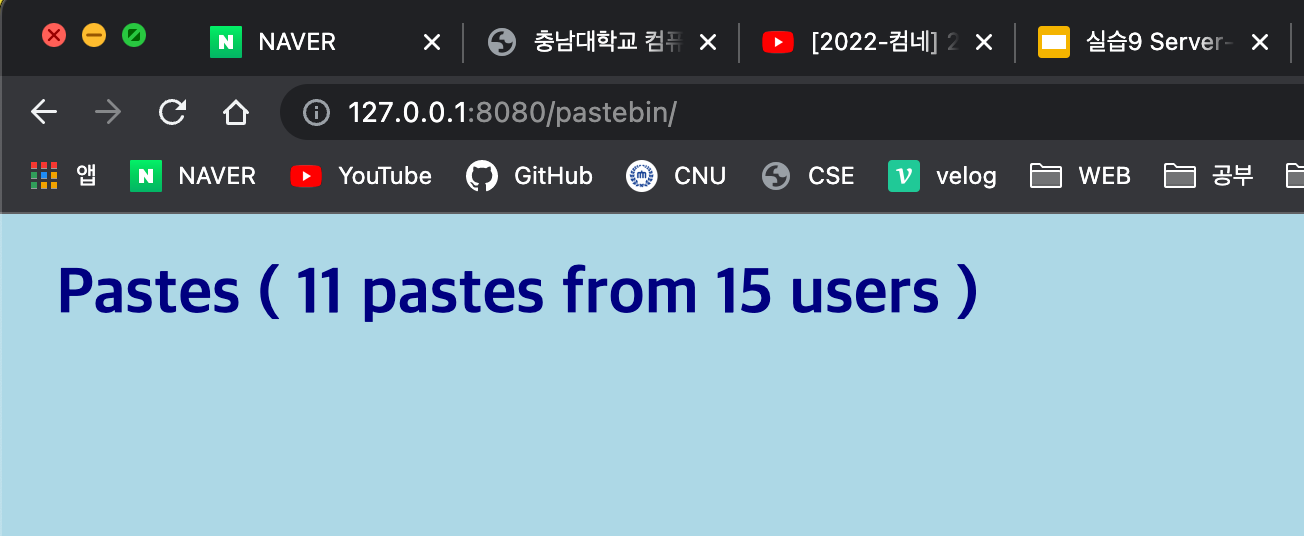 NAVER 충남대학교 컴퓨 [2022-컴네] 2 실습9 Server-
127.0.0.1:8080/pastebin/
앱 NAVER YouTube GitHub CNU CSE velog WEB 공부
Pastes ( 11 pastes from 15 users )